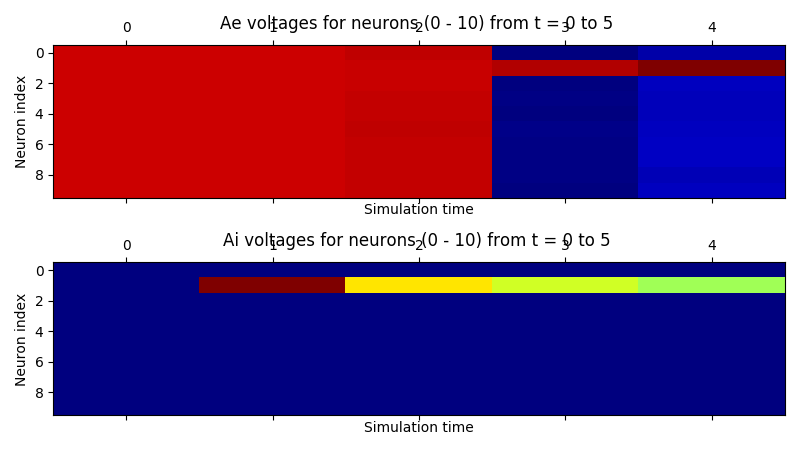 Ae voltages for neurons (0 - 10) from t = 0 to 5
0 1 2 3 4
0
2
4
6
8
Neuron index
Simulation time
Ai voltages for neurons (0 - 10) from t = 0 to 5
0 1 2 3 4
0
2
4
6
8
Neuron index
Simulation time